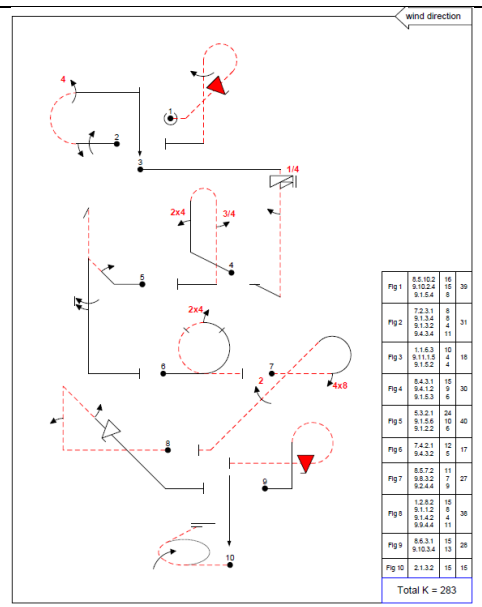 wind direction
4
1
2
3
1/4
2x4
3/4
4
5
2x4
6
7
2
4x8
8
9
10
Fig 1 8.5.10.2 16 39
9.10.2.4 15
9.1.5.4 8
Fig 2 7.2.3.1 8 31
9.1.3.4 8
9.1.3.2 4
9.4.3.4 11
Fig 3 1.1.6.3 10 18
9.11.1.5 4
9.1.5.2 4
Fig 4 8.4.3.1 15 30
9.4.1.2 9
9.1.5.3 6
Fig 5 5.3.2.1 24 40
9.1.5.6 10
9.1.2.2 6
Fig 6 7.4.2.1 12 17
9.4.3.2 5
Fig 7 8.5.7.2 11 27
9.8.3.2 7
9.2.4.4 9
Fig 8 1.2.8.2 15 38
9.1.1.2 8
9.1.4.2 4
9.9.4.4 11
Fig 9 8.6.3.1 15 28
9.10.3.4 13
Fig 10 2.1.3.2 15 15
Total K = 283